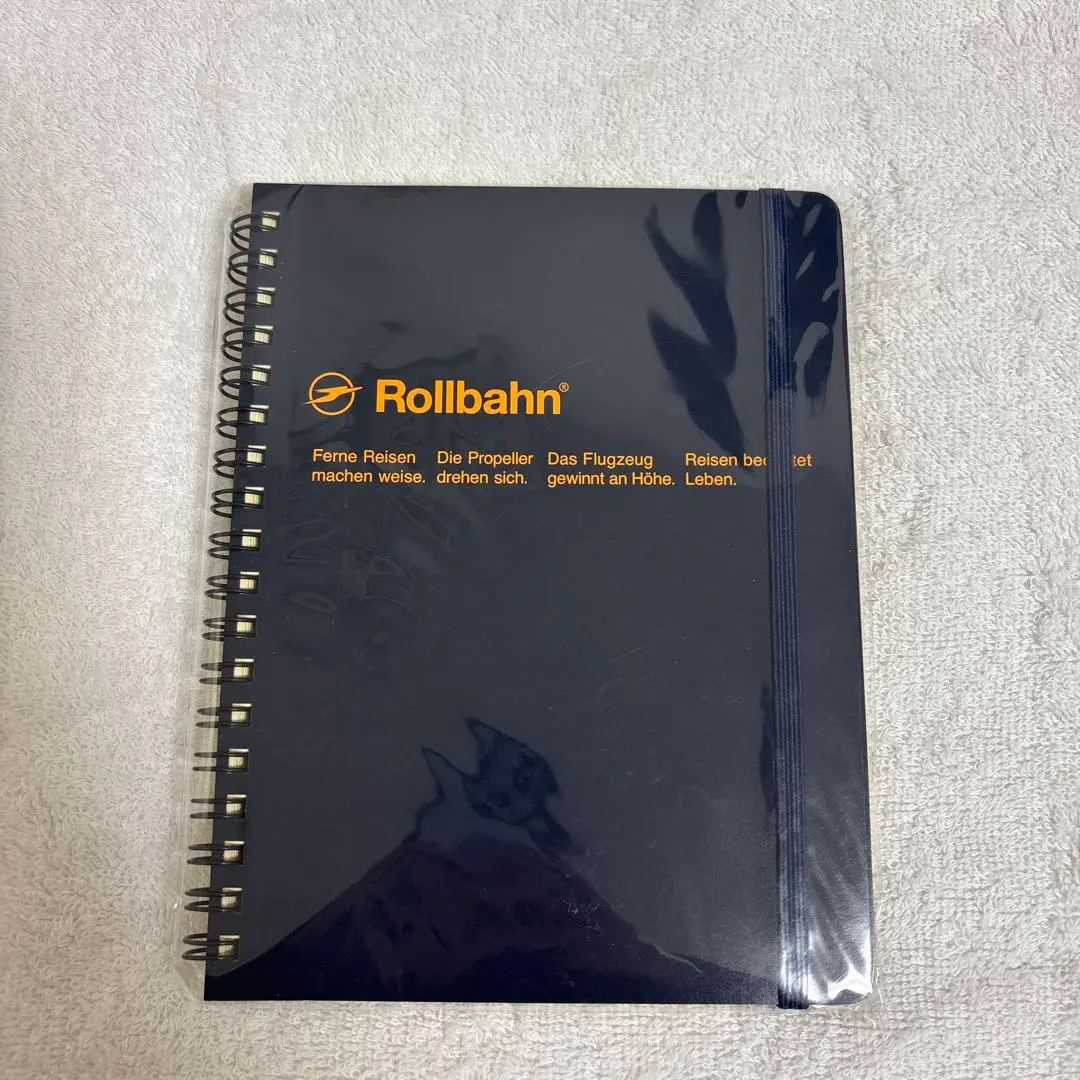 Rollbahn®
Ferne Reisen
machen weise.
Die Propeller
drehen sich.
Das Flugzeug
gewinnt an Höhe.
Reisen
Leben.